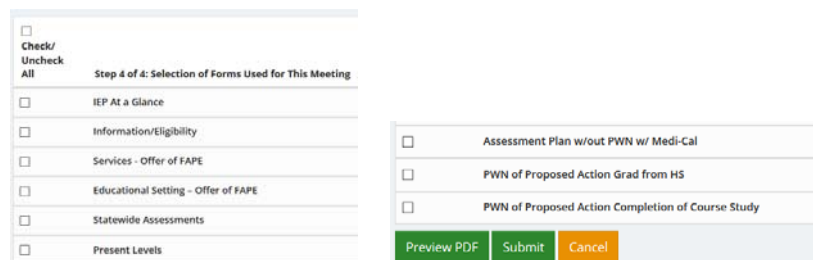 Check/
Uncheck
All
Step 4 of 4: Selection of Forms Used for This Meeting
IEP At a Glance
Information/Eligibility
Services - Offer of FAPE
Educational Setting – Offer of FAPE
Statewide Assessments
Present Levels
Assessment Plan w/out PWN w/ Medi-Cal
PWN of Proposed Action Grad from HS
PWN of Proposed Action Completion of Course Study
Preview PDF Submit Cancel